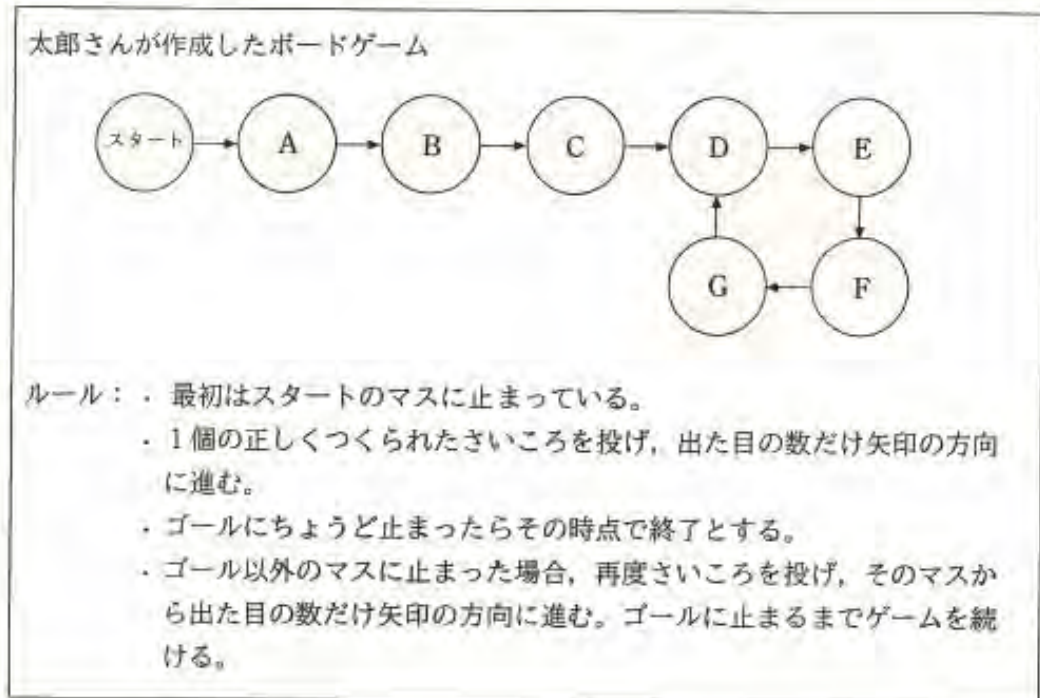 太郎さんが作成したボードゲーム
スタート A B C D E
G F
ルール：・最初はスタートのマスに止まっている。
・1個の正しくつくられたさいころを投げ，出た目の数だけ矢印の方向
に進む。
・ゴールにちょうど止まったらその時点で終了とする。
・ゴール以外のマスに止まった場合，再度さいころを投げ，そのマスか
ら出た目の数だけ矢印の方向に進む。ゴールに止まるまでゲームを続
ける。